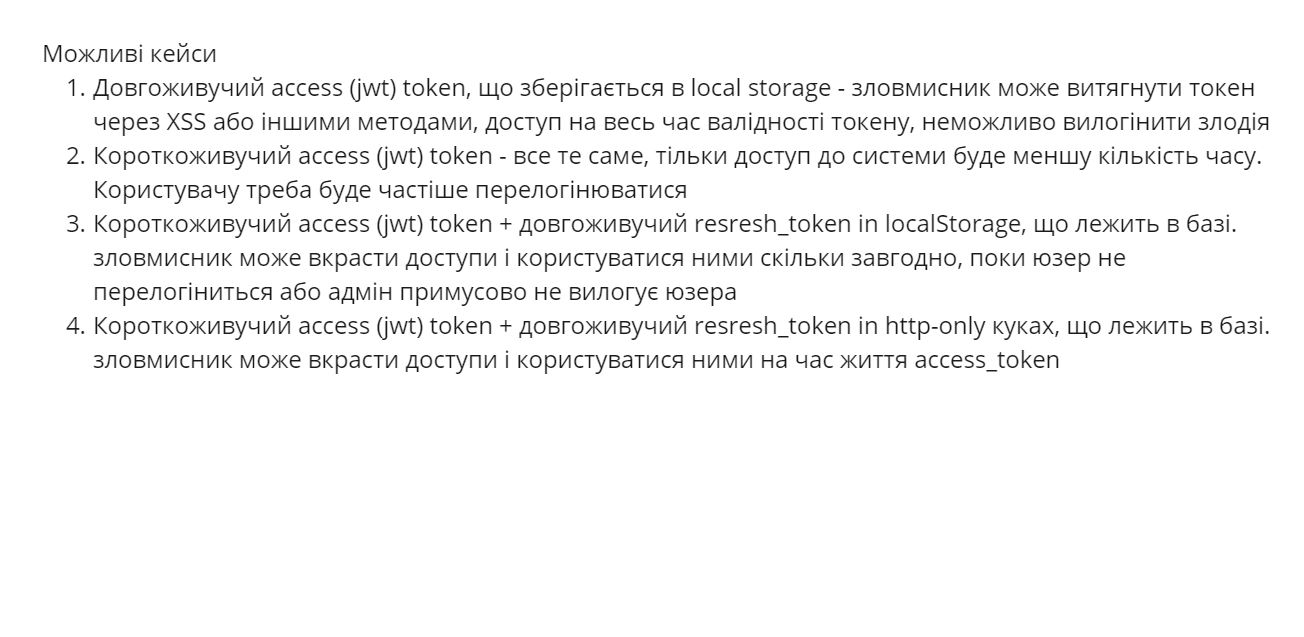 Можливі кейси
1. Довгоживучий access (jwt) token, що зберігається в local storage - зловмисник може витягнути токен
через XSS або іншими методами, доступ на весь час валідності токену, неможливо вилогінити злодія
2. Короткоживучий access (jwt) token - все те саме, тільки доступ до системи буде меншу кількість часу.
Користувачу треба буде частіше перелогінюватися
3. Короткоживучий access (jwt) token + довгоживучий resresh_token in localStorage, що лежить в базі.
зловмисник може вкрасти доступи і користуватися ними скільки завгодно, поки юзер не
перелогіниться або адмін примусово не вилогує юзера
4. Короткоживучий access (jwt) token + довгоживучий resresh_token in http-only куках, що лежить в базі.
зловмисник може вкрасти доступи і користуватися ними на час життя access_token